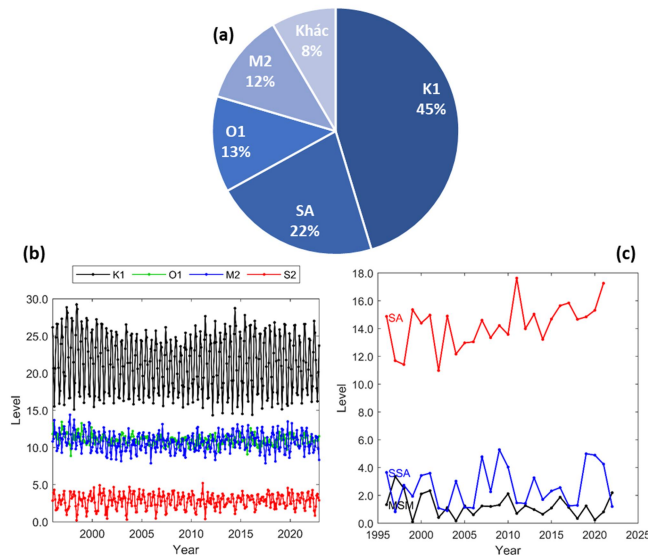 (a)
Khác
8%
M2
12%
K1
45%
O1
13%
SA
22%
(b)
K1 O1 M2 S2
30.0
25.0
20.0
15.0
10.0
5.0
0.0
Level
2000 2005 2010 2015 2020
Year
(c)
18.0
16.0
14.0
12.0
10.0
8.0
6.0
4.0
2.0
0.0
Level
SA
SSA
MSM
1995 2000 2005 2010 2015 2020 2025
Year